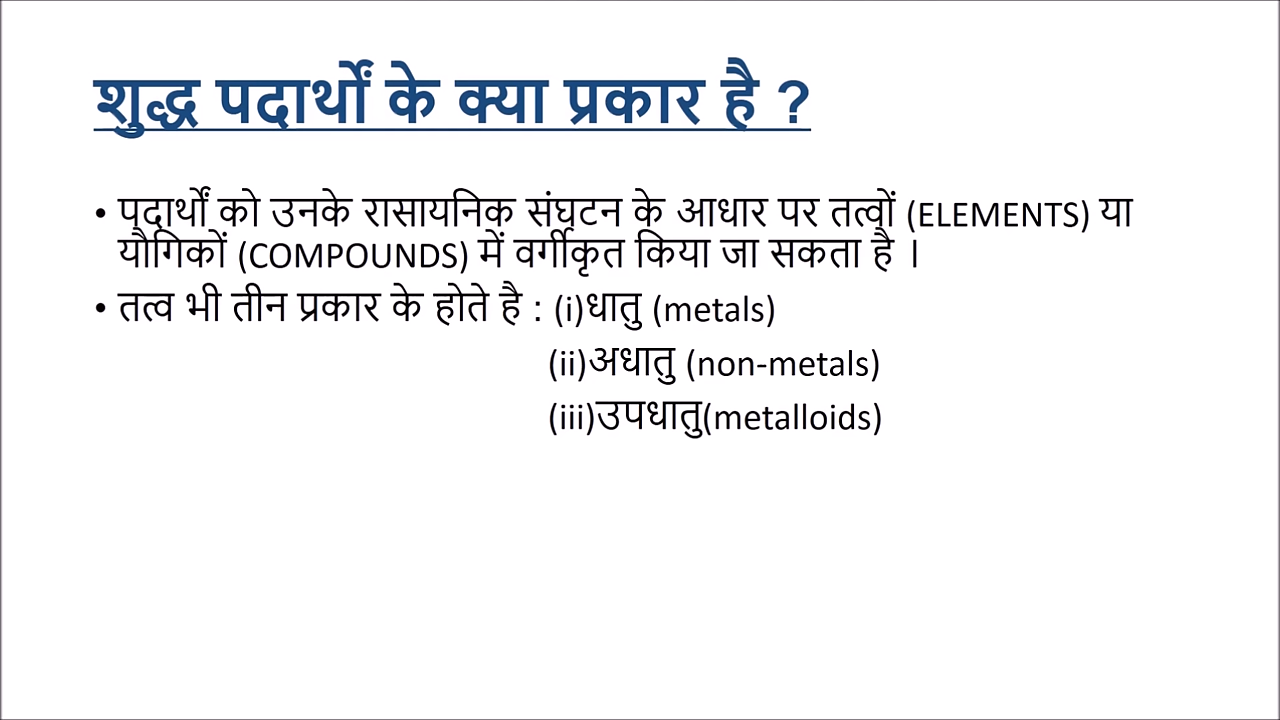 शुद्ध पदार्थों के क्या प्रकार है ?
• पदार्थों को उनके रासायनिक संघटन के आधार पर तत्वों (ELEMENTS) या
यौगिकों (COMPOUNDS) में वर्गीकृत किया जा सकता है ।
• तत्व भी तीन प्रकार के होते है : (i)धातु (metals)
(ii)अधातु (non-metals)
(iii)उपधातु(metalloids)